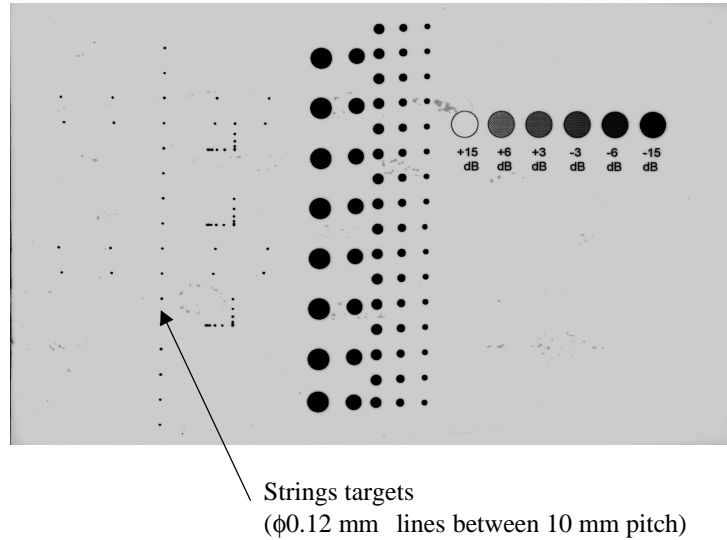 +15 +6 +3 -3 -6 -15
dB dB dB dB dB dB
Strings targets
(ϕ0.12 mm lines between 10 mm pitch)